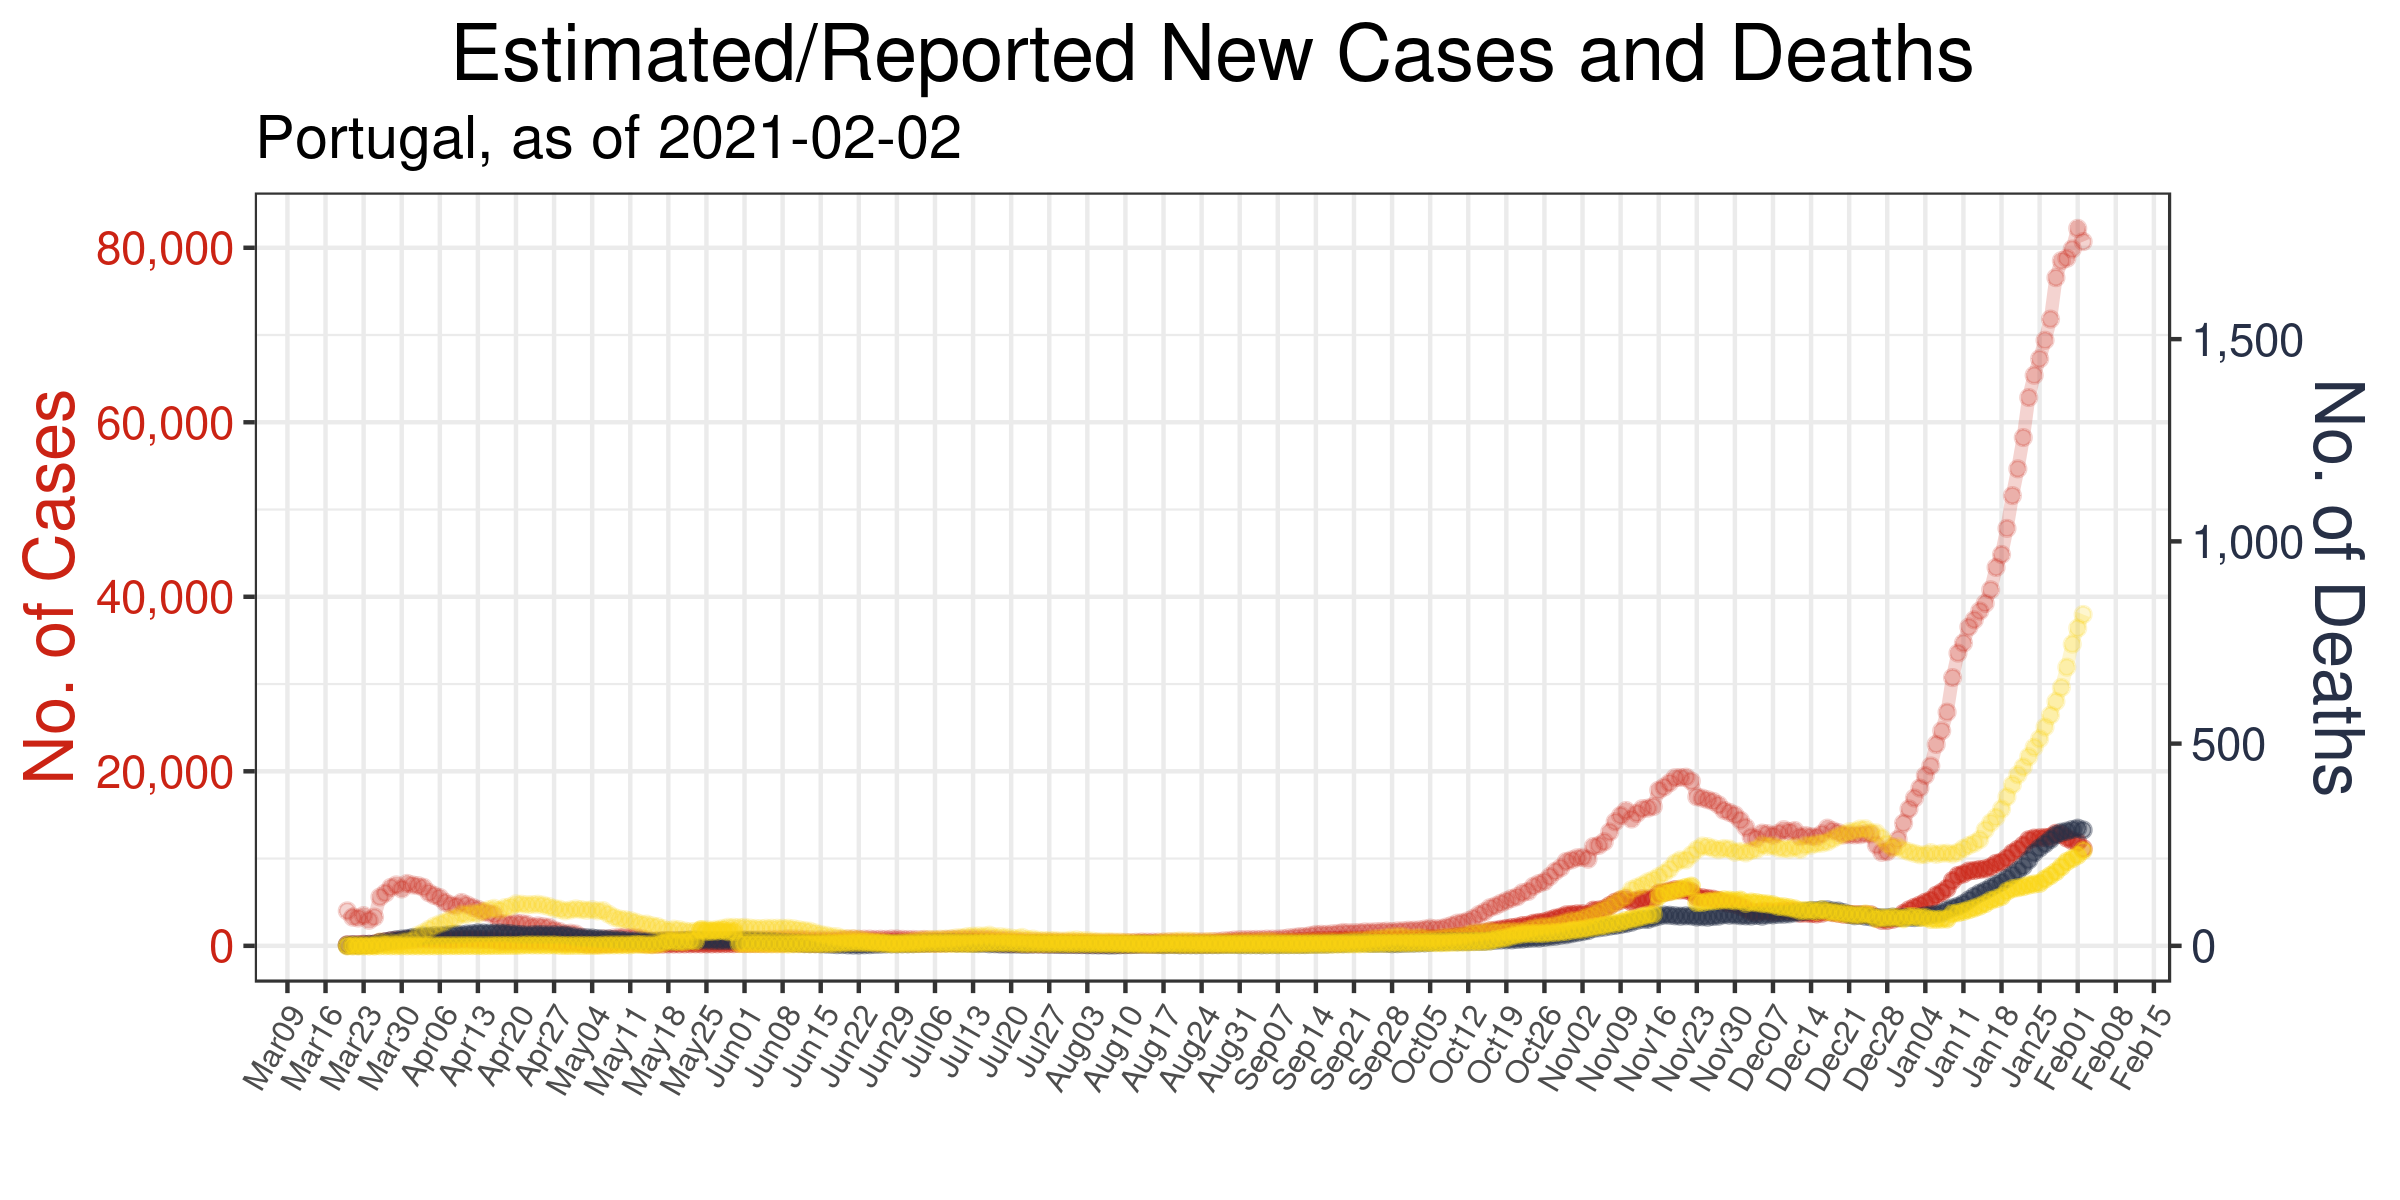 Estimated/Reported New Cases and Deaths
Portugal, as of 2021-02-02
No. of Cases
80,000
60,000
40,000
20,000
0
1,500
1,000
500
0
No. of Deaths
Mar09
Mar16
Mar23
Mar30
Apr06
Apr13
Apr20
Apr27
May04
May11
May18
May25
Jun01
Jun08
Jun15
Jun22
Jun29
Jul06
Jul13
Jul20
Jul27
Aug03
Aug10
Aug17
Aug24
Aug31
Sep07
Sep14
Sep21
Sep28
Oct05
Oct12
Oct19
Oct26
Nov02
Nov09
Nov16
Nov23
Nov30
Dec07
Dec14
Dec21
Dec28
Jan04
Jan11
Jan18
Jan25
Feb01
Feb08
Feb15